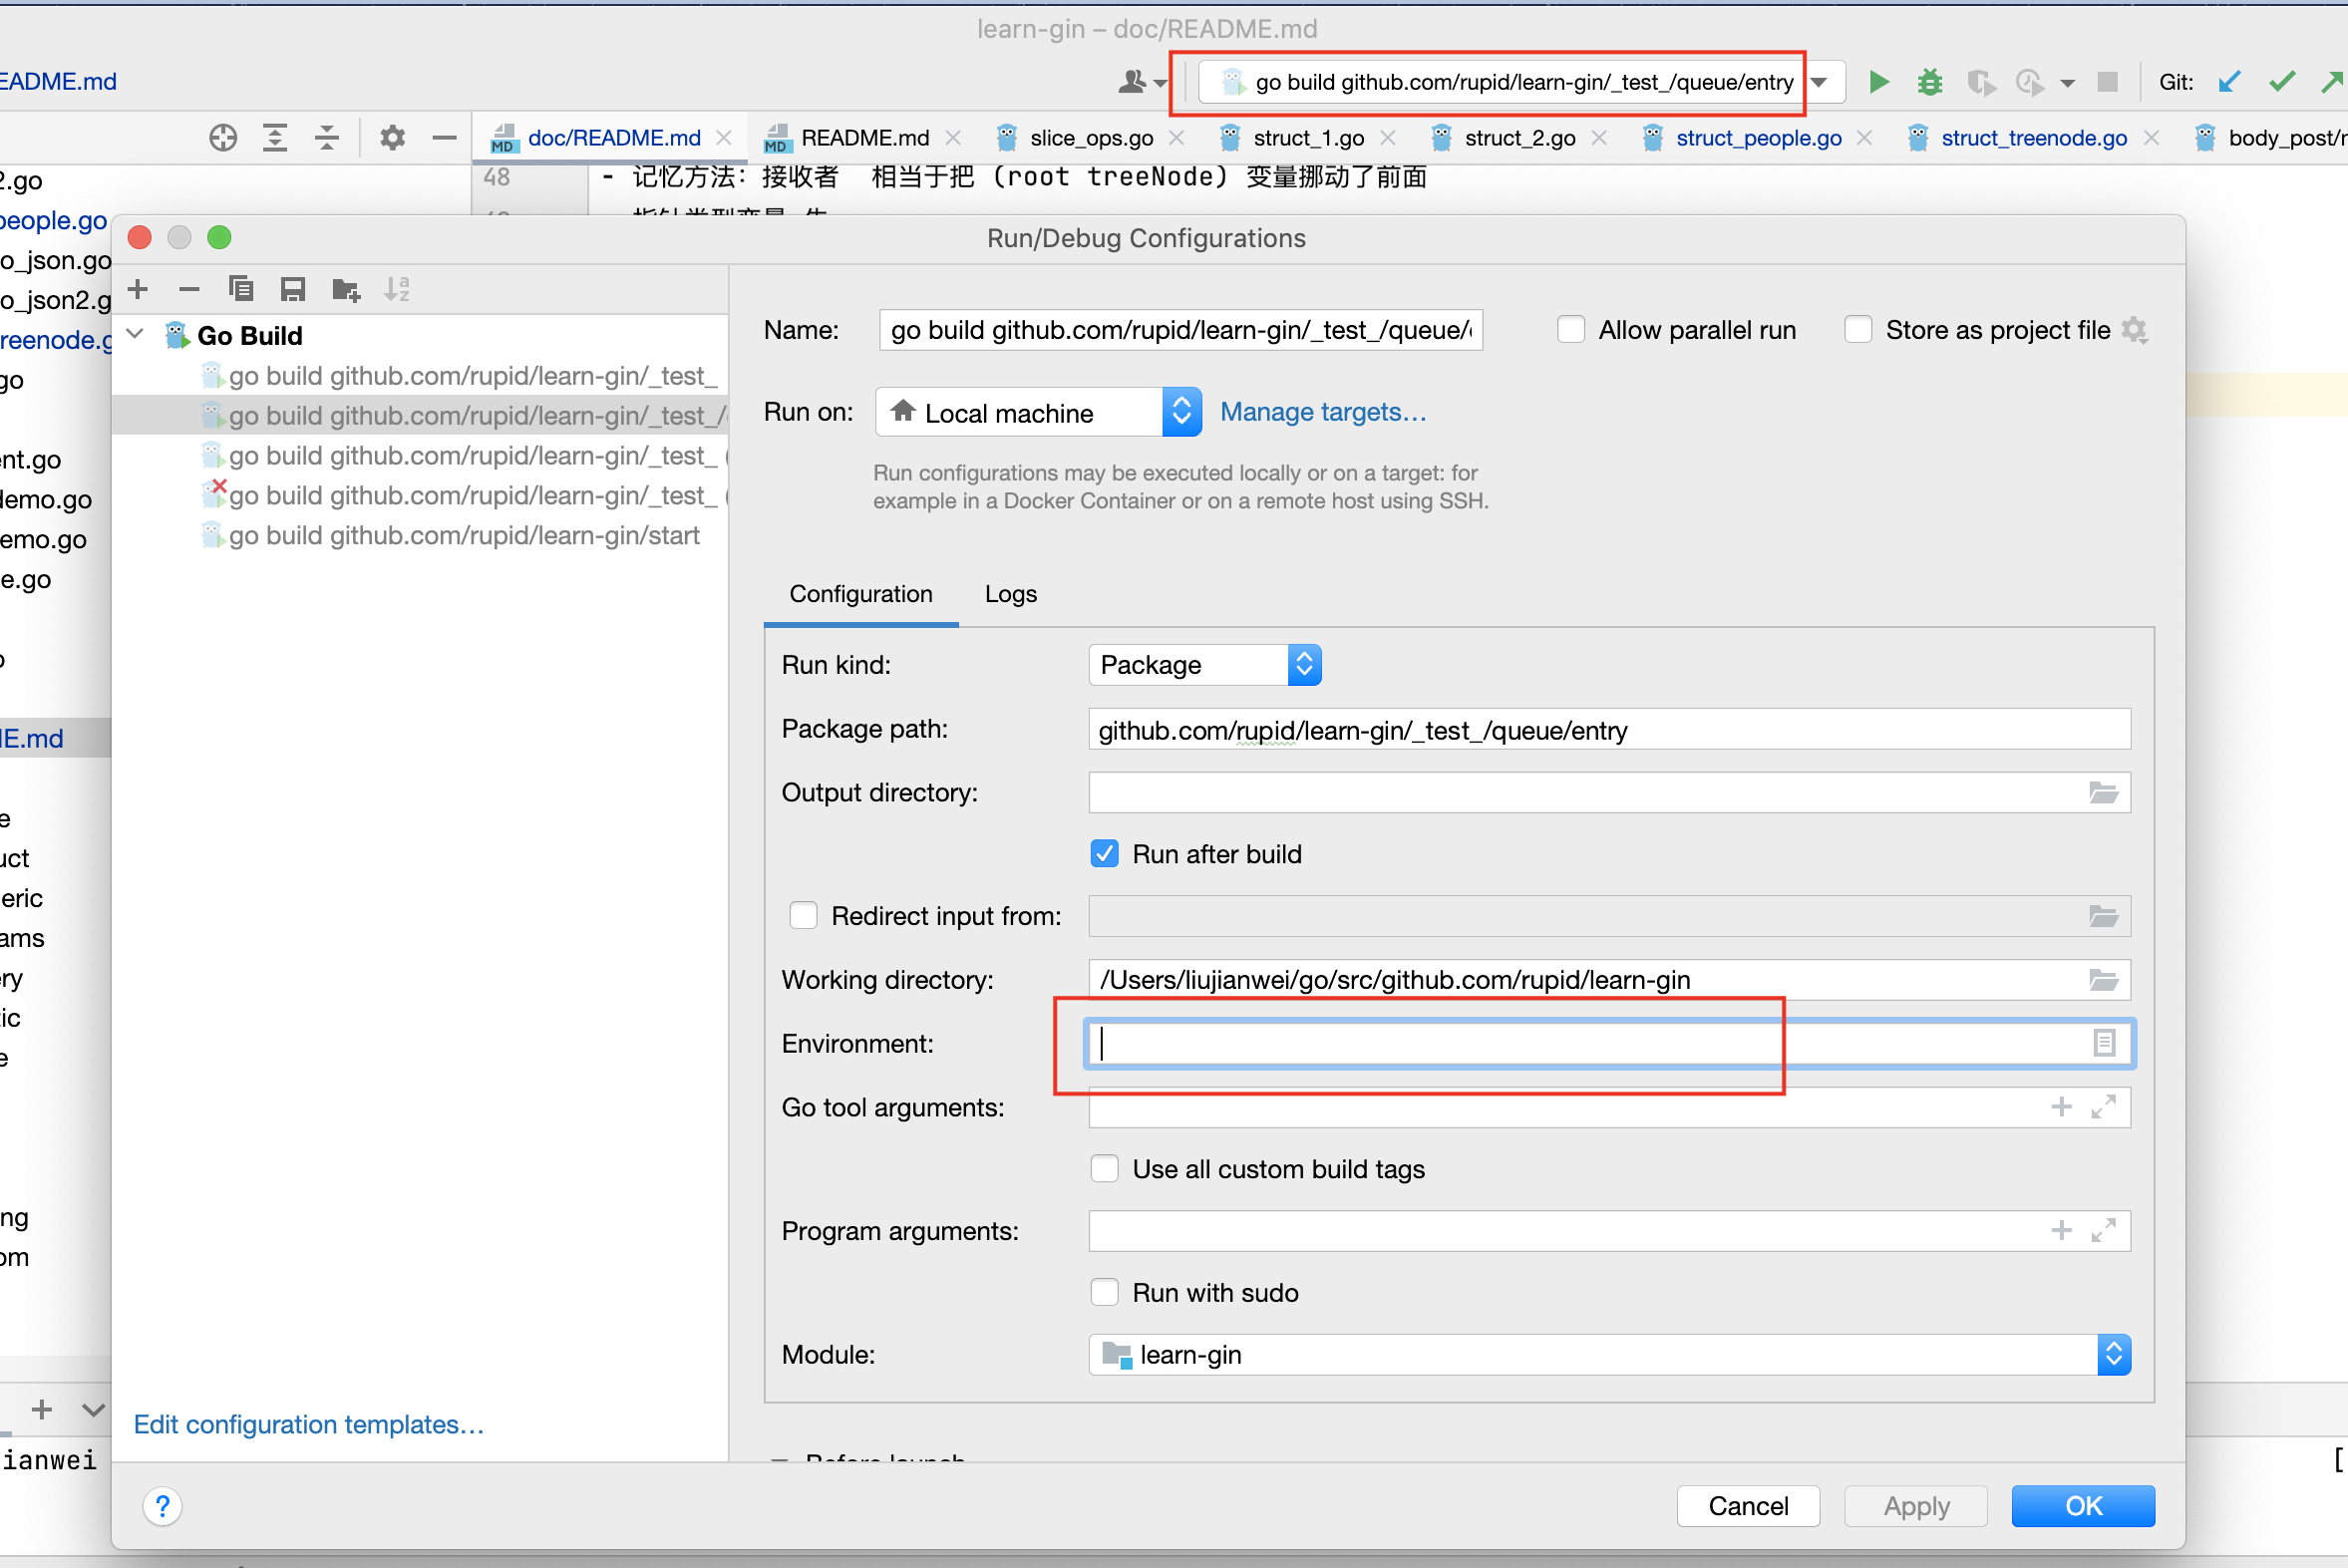 learn-gin – doc/README.md
EADME.md
go build github.com/rupid/learn-gin/_test_/queue/entry
Git:
doc/README.md
README.md
slice_ops.go
struct_1.go
struct_2.go
struct_people.go
struct_treenode.go
body_post/
48
- 记忆方法：接收者 相当于把 (root treeNode) 变量挪动了前面
2.go
people.go
o_json.go
o_json2.g
reenode.g
go
nt.go
demo.go
emo.go
e.go
E.md
e
uct
eric
ams
ery
tic
e
ng
om
ianwei
Run/Debug Configurations
Go Build
go build github.com/rupid/learn-gin/_test_
go build github.com/rupid/learn-gin/_test_/
go build github.com/rupid/learn-gin/_test_ (
go build github.com/rupid/learn-gin/_test_ (
go build github.com/rupid/learn-gin/start
Edit configuration templates...
Name:
go build github.com/rupid/learn-gin/_test_/queue/
Allow parallel run
Store as project file
Run on:
Local machine
Manage targets...
Run configurations may be executed locally or on a target: for
example in a Docker Container or on a remote host using SSH.
Configuration
Logs
Run kind:
Package
Package path:
github.com/rupid/learn-gin/_test_/queue/entry
Output directory:
Run after build
Redirect input from:
Working directory:
/Users/liujianwei/go/src/github.com/rupid/learn-gin
Environment:
Go tool arguments:
Use all custom build tags
Program arguments:
Run with sudo
Module:
learn-gin
Before launch
?
Cancel
Apply
OK
[